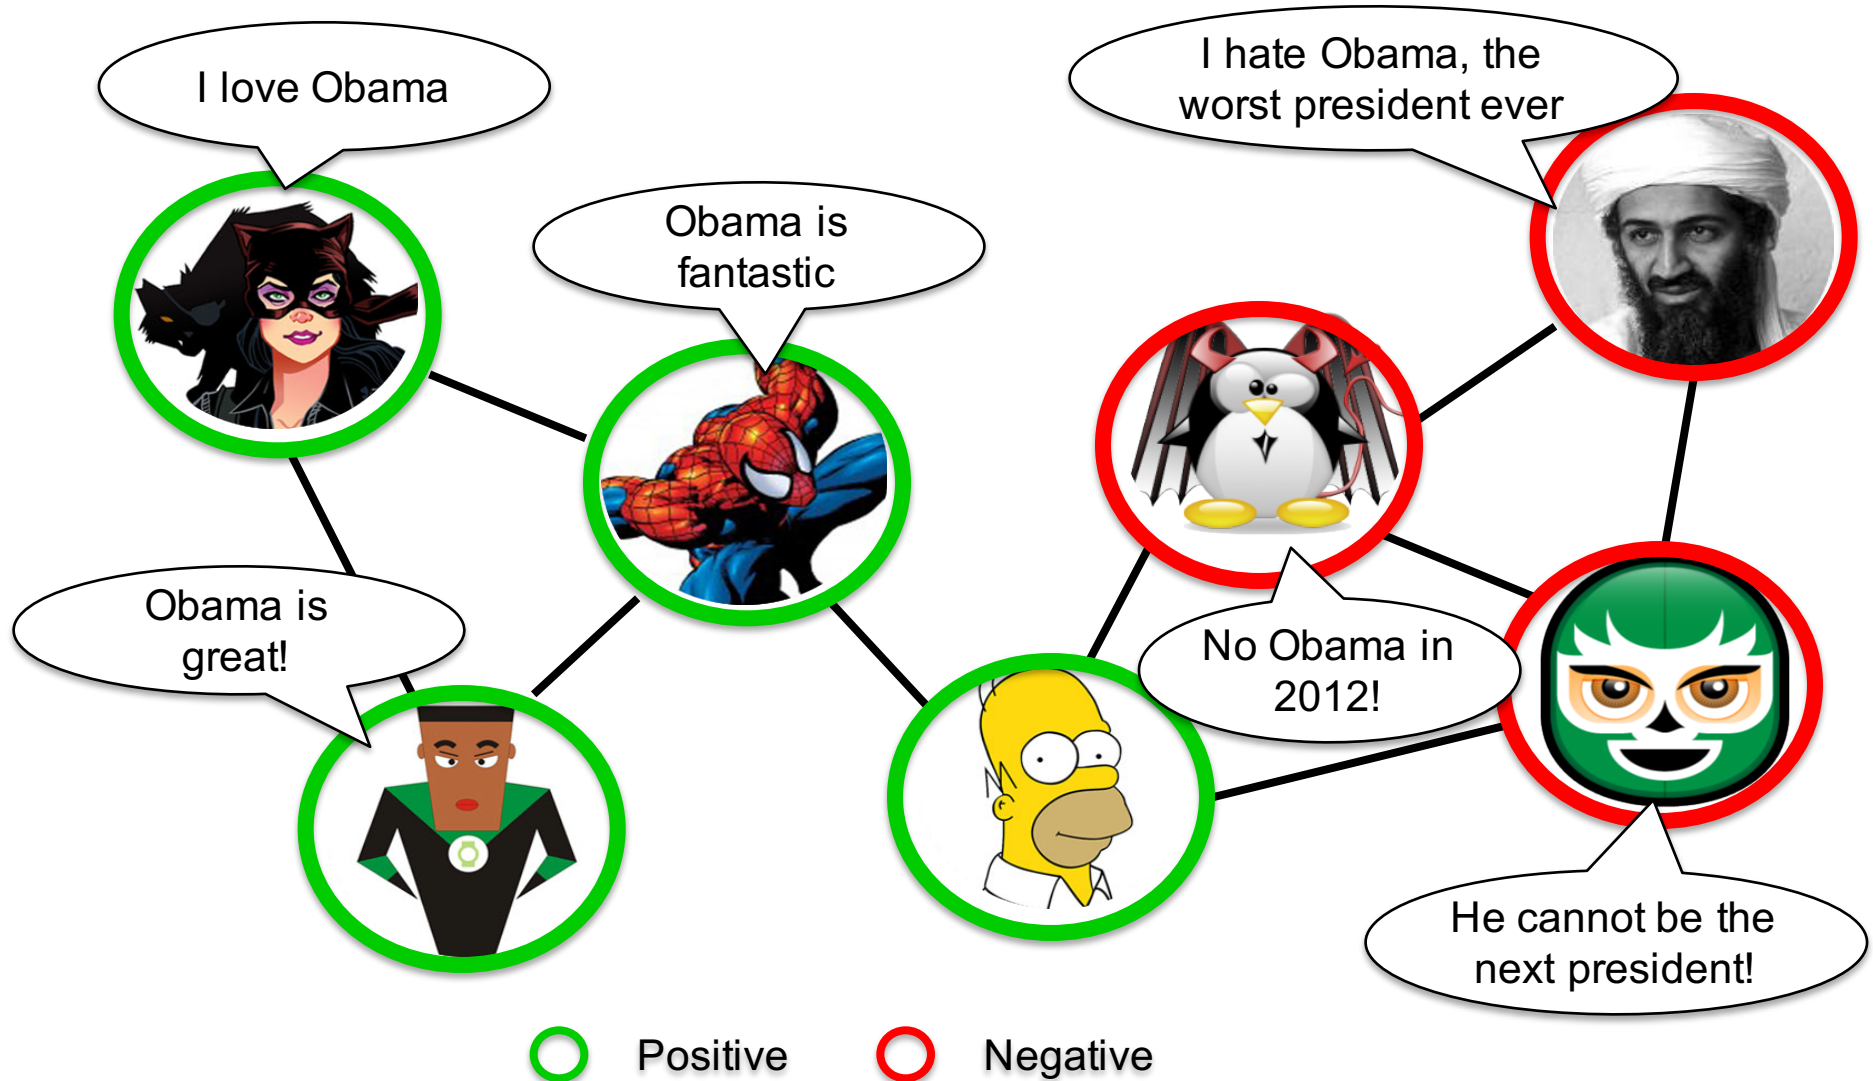 I love Obama
I hate Obama, the
worst president ever
Obama is
fantastic
Obama is
great!
No Obama in
2012!
He cannot be the
next president!
Positive
Negative